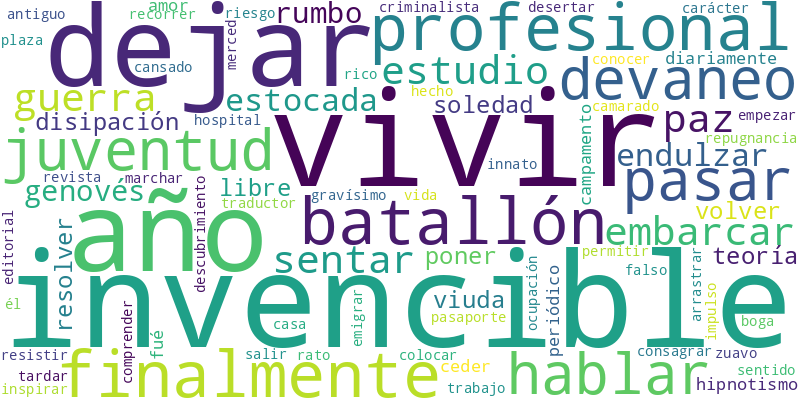 antiguo
amor
recorrer
riesgo
rumbo
criminalista
desertar
carácter
plaza
cansado
dejar
merced
profesional
rico
estudio
conocer
diariamente
devaneo
guerra
hecho
estocada
soledad
camarado
paz
empezar
disipación
hospital
repugnancia
juventud
vivir
innato
campamento
endulzar
revista
marchar
genovés
libre
gravísimo
vida
pasar
traductor
descubrimiento
año
batallón
volver
embarcar
editorial
resolver
sentar
poner
permitir
teoría
invencible
ocupación
periódico
falso
arrastrar
impulso
él
viuda
pasaporte
boga
casa
emigrar
fué
comprender
resistir
salir
rato
colocar
consagrar
zuavo
tardar
finalmente
ceder
hablar
sentido
inspirar
trabajo
hipnotismo